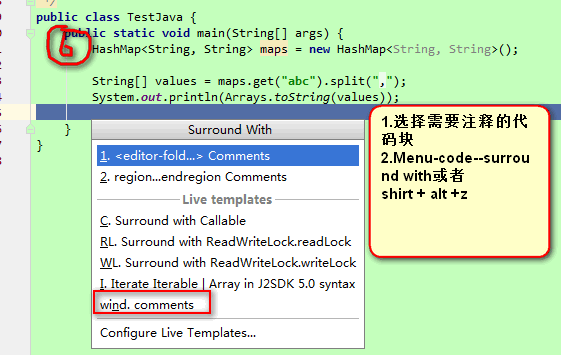 */
public class TestJava {
public static void main(String[] args) {
HashMap<String, String> maps = new HashMap<String, String>();
String[] values = maps.get("abc").split(",");
System.out.println(Arrays.toString(values));
}
}
6
Surround With
1. <editor-fold...> Comments
2. region...endregion Comments
Live templates
C. Surround with Callable
RL. Surround with ReadWriteLock.readLock
WL. Surround with ReadWriteLock.writeLock
I. Iterate Iterable | Array in J2SDK 5.0 syntax
wind. comments
Configure Live Templates...
1.选择需要注释的代
码块
2.Menu-code--surrou
nd with或者
shirt + alt +z